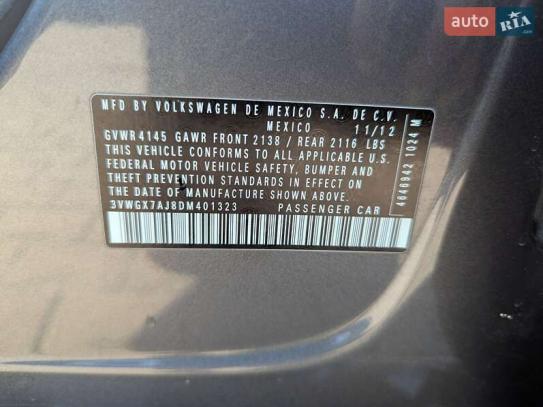 auto RIA.com
MFD BY VOLKSWAGEN DE MEXICO S.A. DE C.V.
MEXICO 11/12
GVWR 4145 GAWR FRONT 2138 / REAR 2116 LBS
THIS VEHICLE CONFORMS TO ALL APPLICABLE U.S.
FEDERAL MOTOR VEHICLE SAFETY, BUMPER, AND
THEFT PREVENTION STANDARDS IN EFFECT ON
THE DATE OF MANUFACTURE SHOWN ABOVE.
3VWGX7AJ8DM401323 PASSENGER CAR
4646942 1024 M